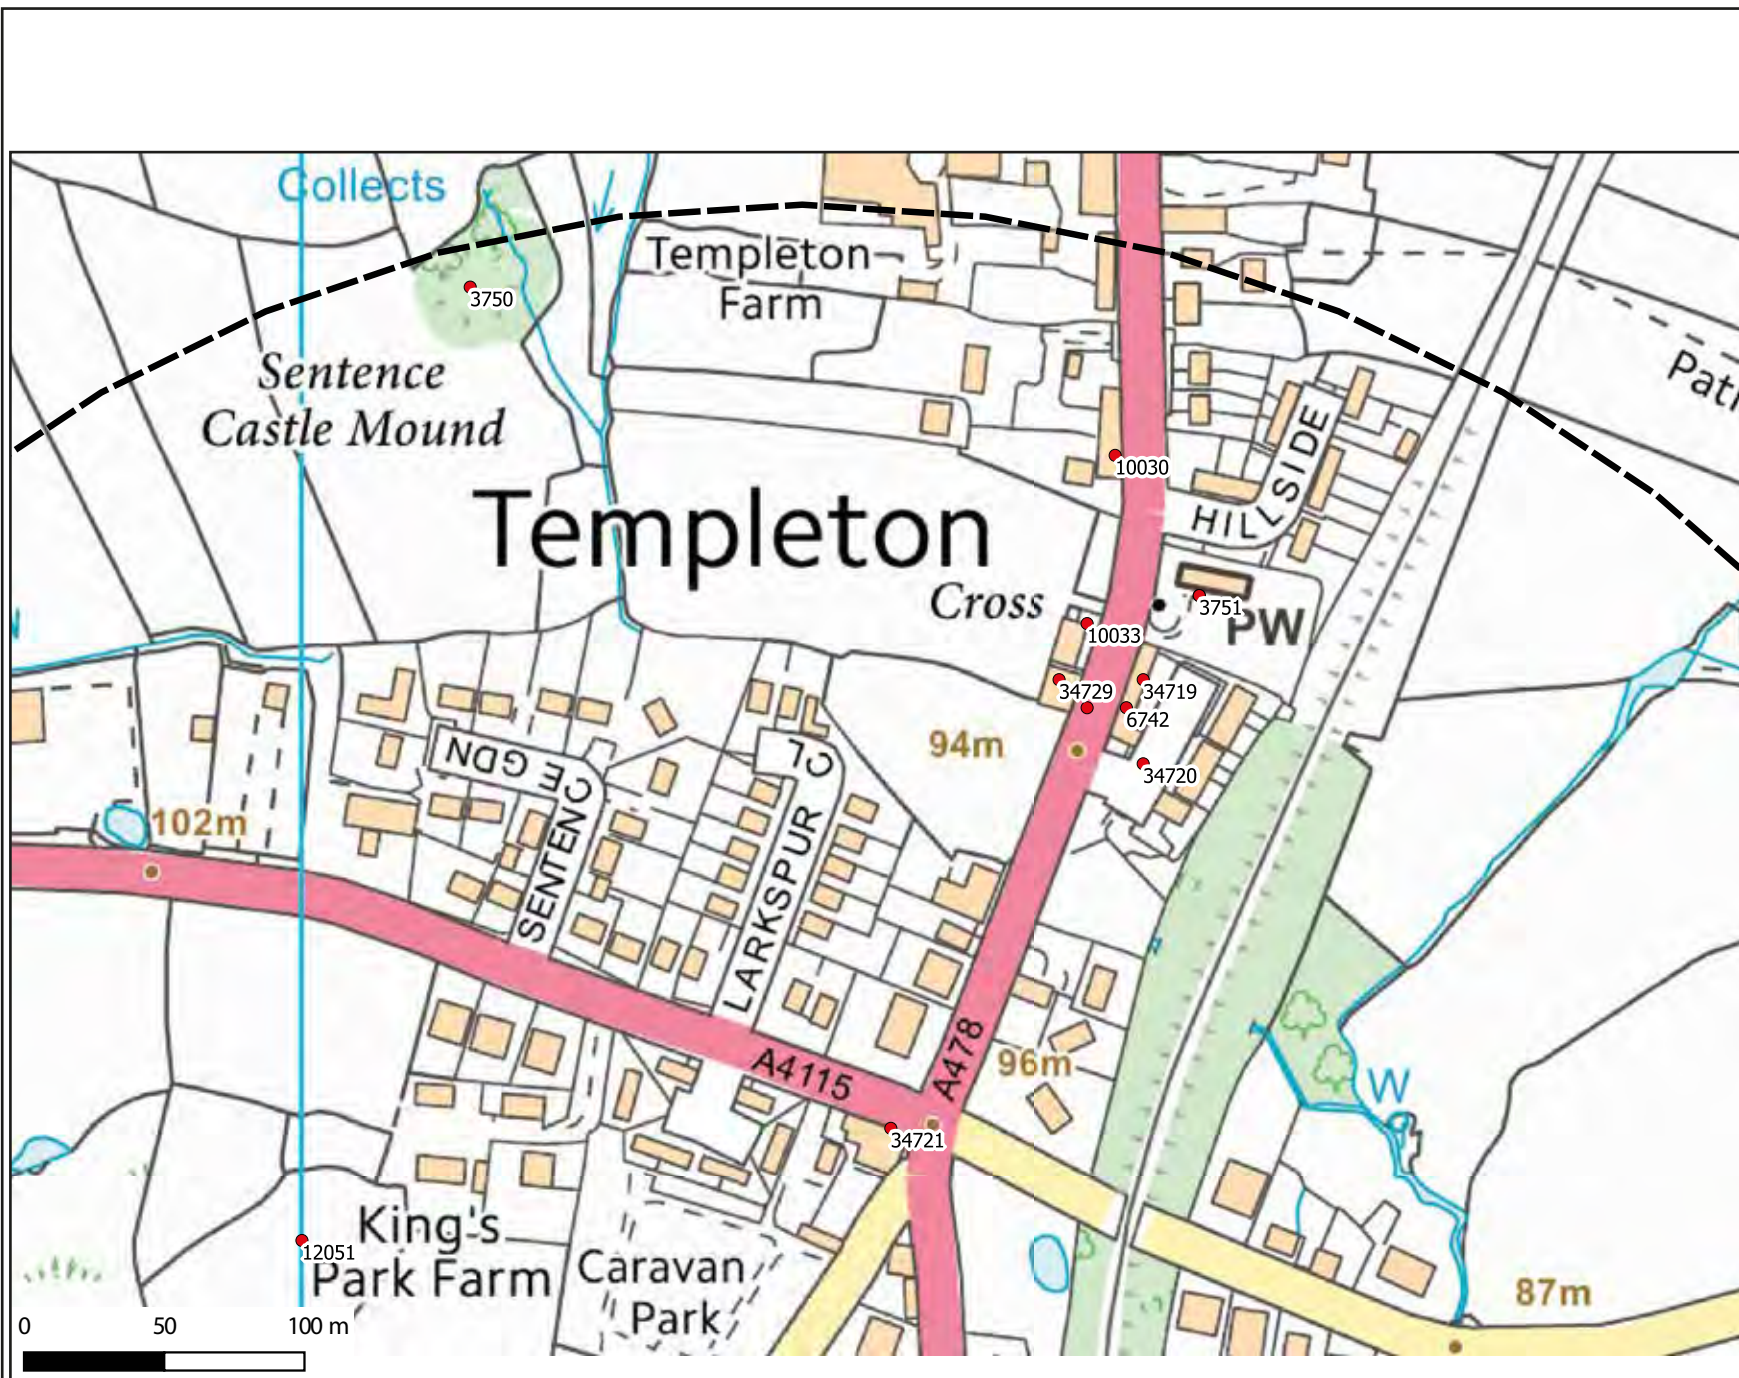 Collects
Templeton
Farm
3750
Sentence
Castle Mound
Path
HILLSIDE
10030
Templeton
Cross
3751
PW
10033
34729
34719
6742
94m
34720
SENTENCE GDN
LARKSPUR CL
102m
A4115
A478
96m
W
34721
12051
King's
Park Farm
Caravan
Park
87m
0 50 100 m